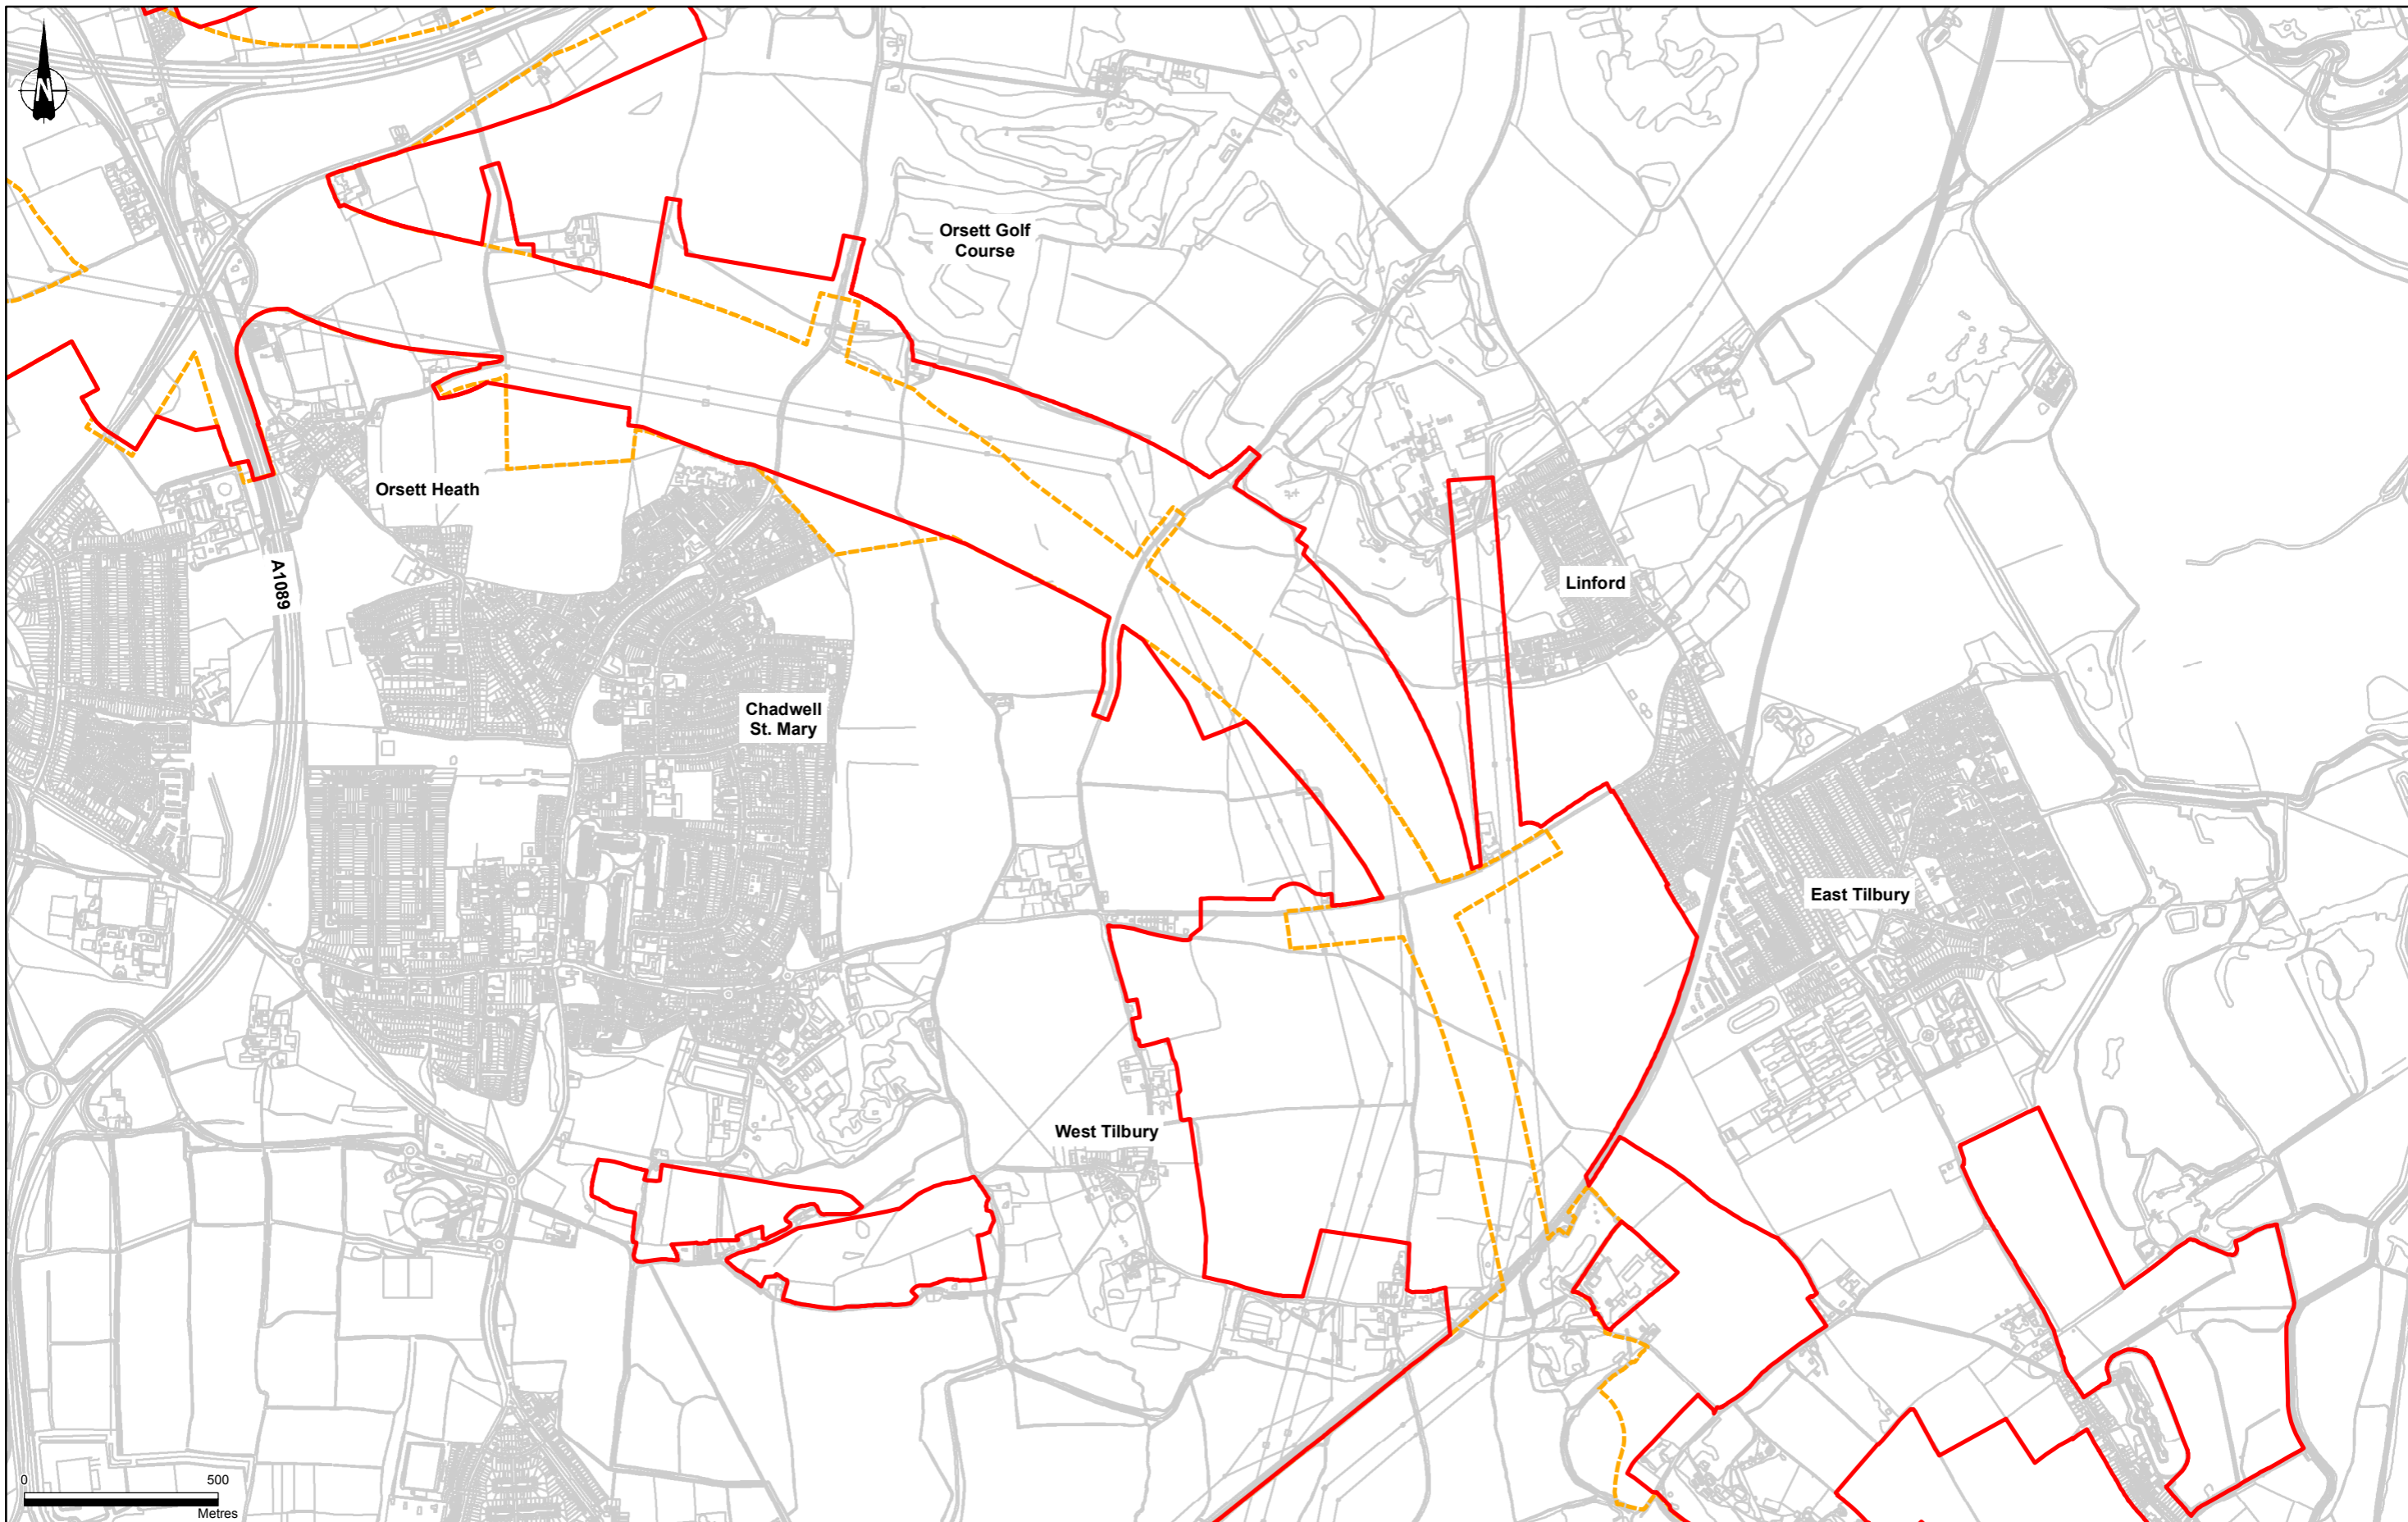 N
Orsett Golf
Course
Orsett Heath
A1089
Linford
Chadwell
St. Mary
East Tilbury
West Tilbury
0 500
Metres